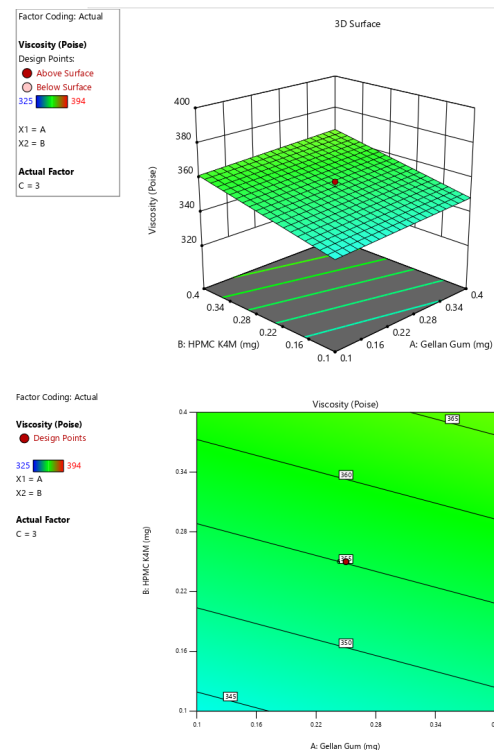 Factor Coding: Actual
3D Surface
Viscosity (Poise)
Design Points:
Above Surface
Below Surface
325 394
X1 = A
X2 = B
Actual Factor
C = 3
Viscosity (Poise)
400
380
360
340
320
0.4
0.34
0.28
0.22
0.16
0.1
B: HPMC K4M (mg)
0.1
0.16
0.22
0.28
0.34
0.4
A: Gellan Gum (mg)
Factor Coding: Actual
Viscosity (Poise)
Design Points
325 394
X1 = A
X2 = B
Actual Factor
C = 3
Viscosity (Poise)
B: HPMC K4M (mg)
0.4
0.34
0.28
0.22
0.16
0.1
365
360
350
345
0.1 0.16 0.22 0.28 0.34
A: Gellan Gum (mg)